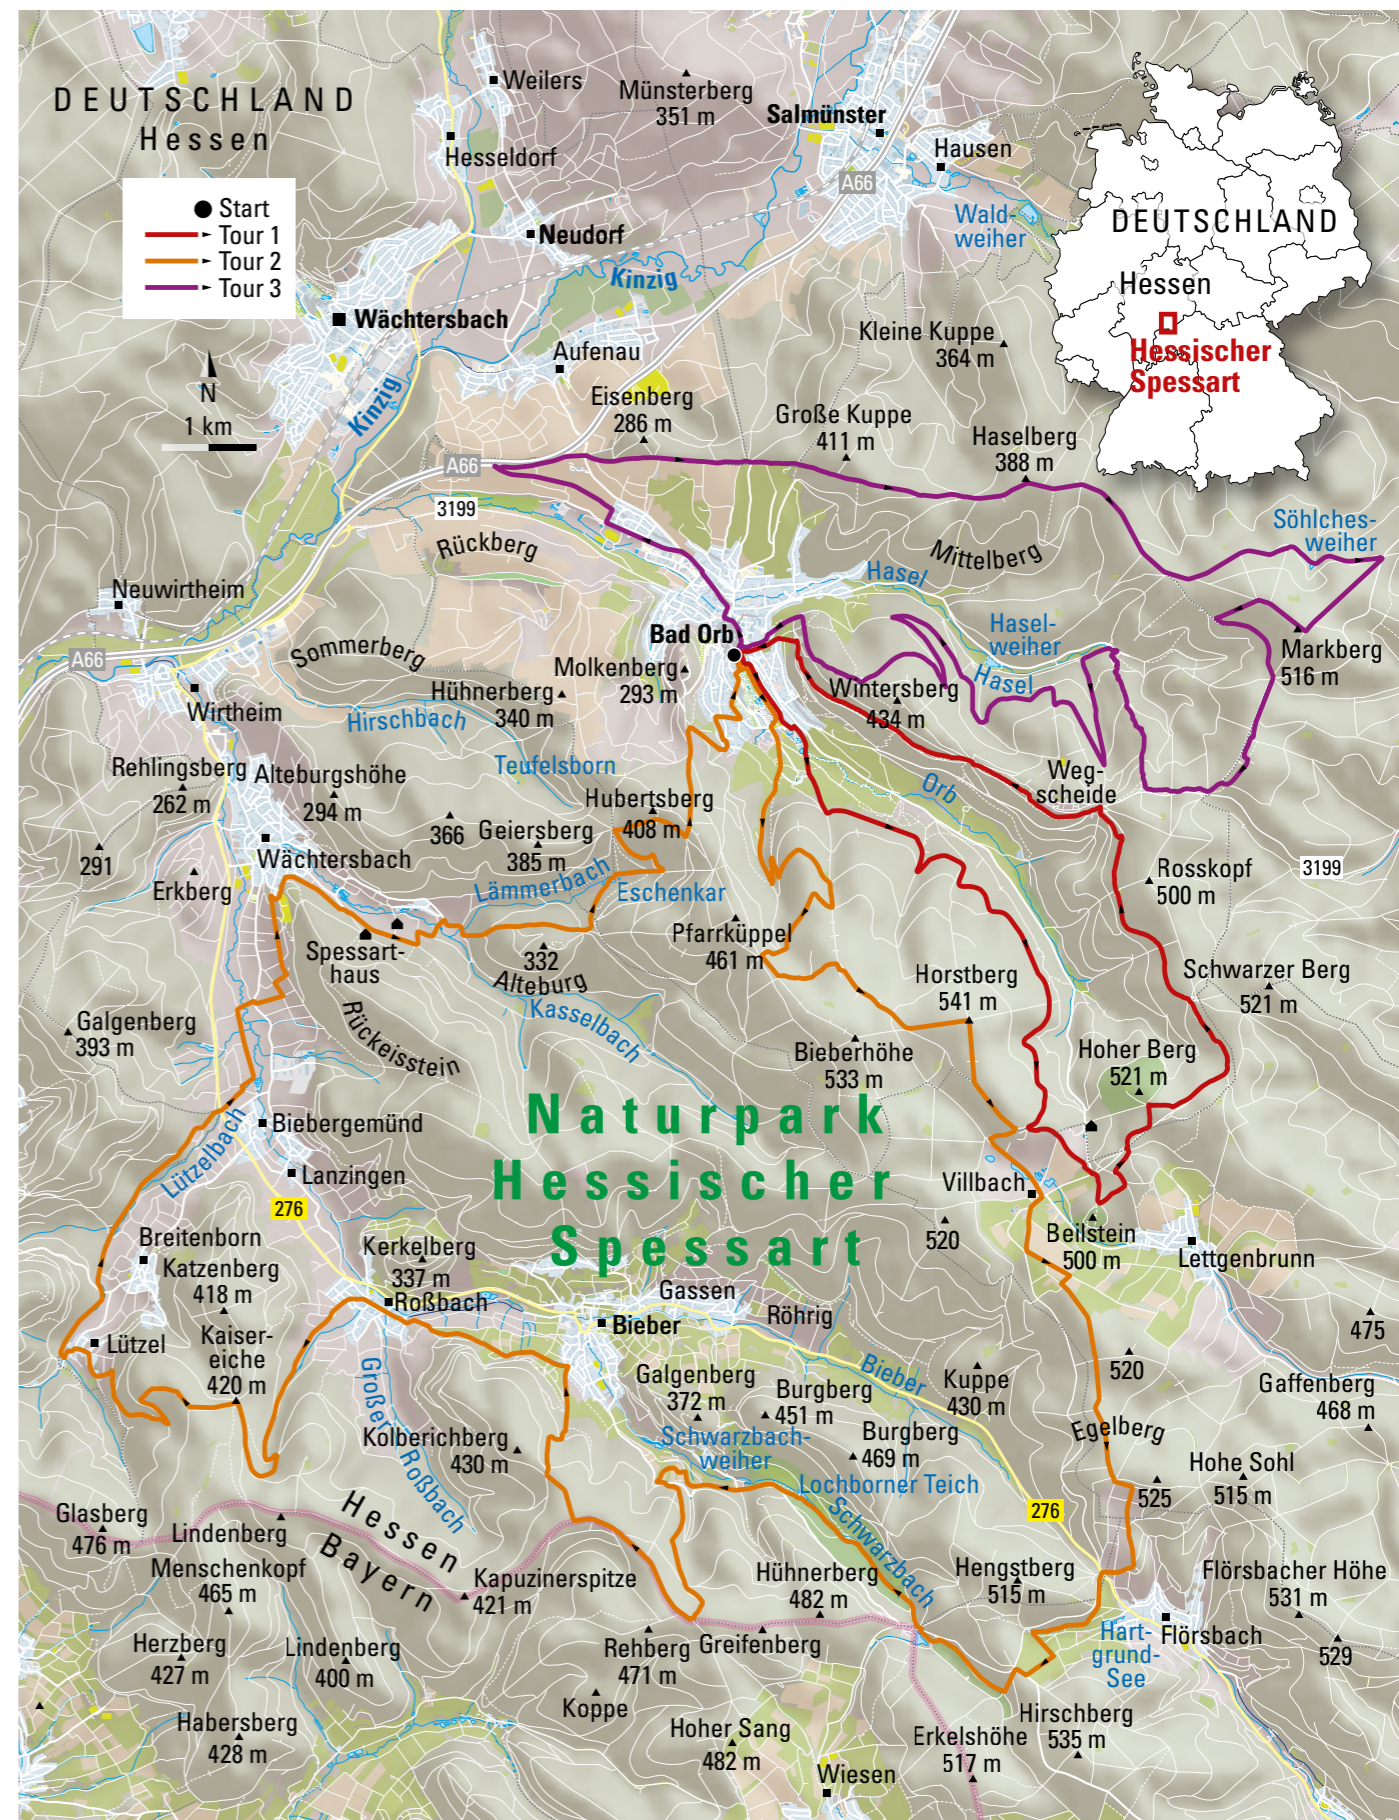 DEUTSCHLAND
Hessen
Start
Tour 1
Tour 2
Tour 3
N
1 km
Weilers
Hesseldorf
Münsterberg
351 m
Salmünster
Hausen
A66
Wald-
weiher
Neudorf
Kinzig
Wächtersbach
Kinzig
Aufenau
Eisenberg
286 m
Kleine Kuppe
364 m
Große Kuppe
411 m
Haselberg
388 m
DEUTSCHLAND
Hessen
Hessischer
Spessart
A66
3199
Rückberg
Mittelberg
Söhlches-
weiher
Hasel
Neuwirtheim
Sommerberg
Bad Orb
Hasel-
weiher
Hasel
Markberg
516 m
A66
Molkenberg
293 m
Hühnerberg
340 m
Wintersberg
434 m
Wirtheim
Hirschbach
Teufelsborn
Rehlingsberg
262 m
Alteburgshöhe
294 m
Hubertsberg
408 m
Orb
Weg-
scheide
366
Geiersberg
385 m
291
Wächtersbach
Erkberg
Lämmerbach
Eschenkar
Rosskopf
500 m
3199
Spessart-
haus
332
Alteburg
Pfarrküppel
461 m
Horstberg
541 m
Schwarzer Berg
521 m
Galgenberg
393 m
Rückeisstein
Kasselbach
Bieberhöhe
533 m
Hoher Berg
521 m
Naturpark
Hessischer
Spessart
Biebergemünd
Lützelbach
Lanzingen
Villbach
276
Breitenborn
Katzenberg
418 m
Kerkelberg
337 m
520
Beilstein
500 m
Lettgenbrunn
Roßbach
Gassen
Röhrig
Bieber
Lützel
Kaiser-
eiche
420 m
475
Großer Roßbach
Galgenberg
372 m
Burgberg
451 m
Bieber
Kuppe
430 m
520
Gaffenberg
468 m
Kolberichberg
430 m
Schwarzbach-
weiher
Burgberg
469 m
Egelberg
Lochborner Teich
Hohe Sohl
515 m
525
276
Schwarzbach
Glasberg
476 m
Lindenberg
Hessen
Bayern
Menschenkopf
465 m
Kapuzinerspitze
421 m
Hühnerberg
482 m
Hengstberg
515 m
Flörsbacher Höhe
531 m
Herzberg
427 m
Lindenberg
400 m
Rehberg
471 m
Greifenberg
Hart-
grund-
See
Flörsbach
529
Koppe
Habersberg
428 m
Hoher Sang
482 m
Erkelshöhe
517 m
Hirschberg
535 m
Wiesen